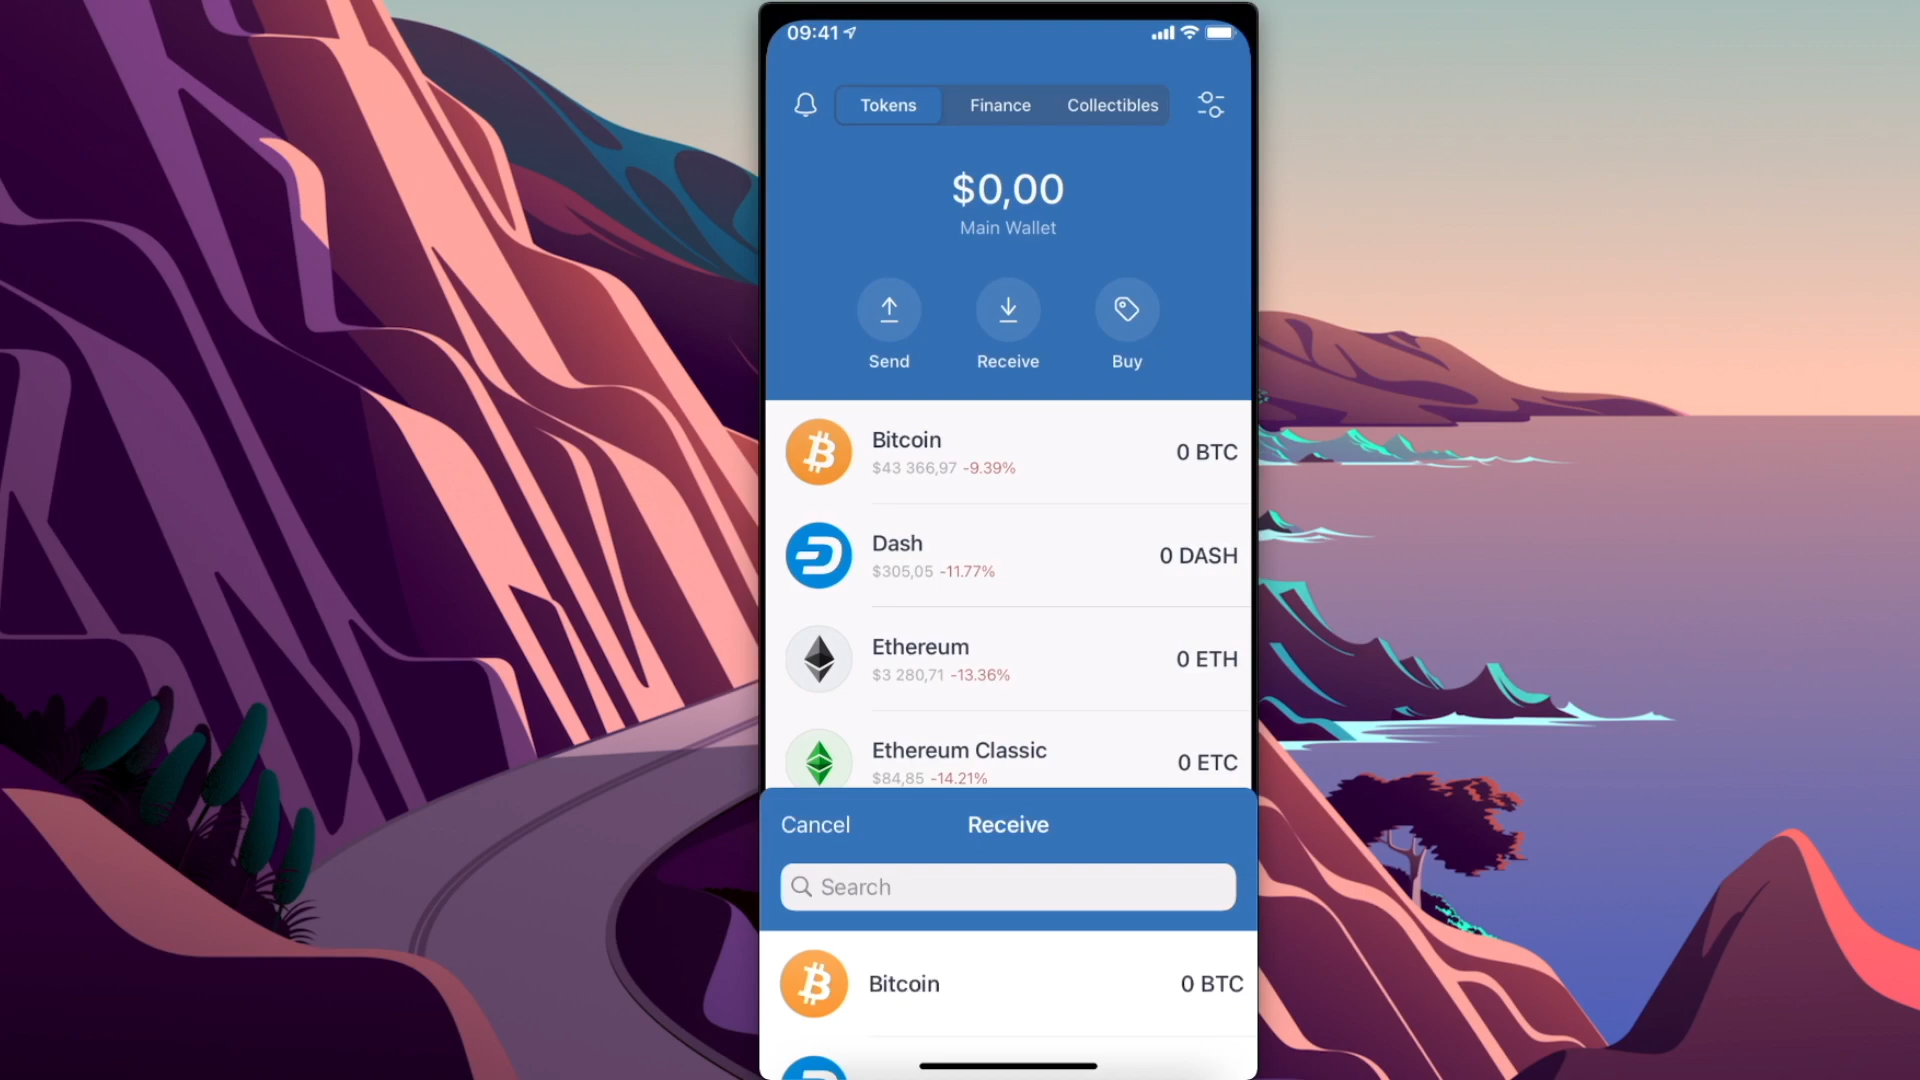 09:41
Tokens Finance Collectibles
$0,00
Main Wallet
Send Receive Buy
Bitcoin 0 BTC
$43 366,97 -9.39%
Dash 0 DASH
$305,05 -11.77%
Ethereum 0 ETH
$3 280,71 -13.36%
Ethereum Classic 0 ETC
$84,85 -14.21%
Cancel Receive
Search
Bitcoin 0 BTC